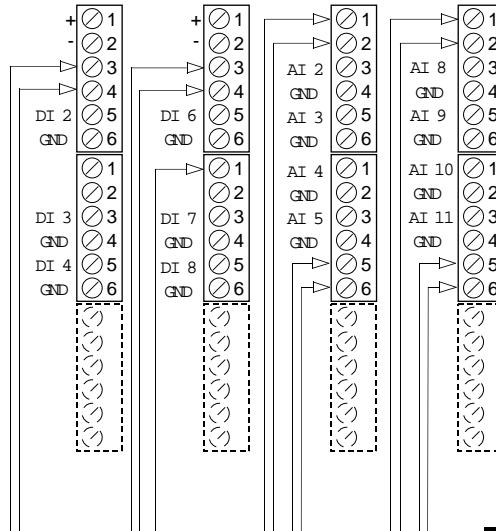 + 1
- 2
3
4
DI 2 5
GND 6
1
2
DI 3 3
GND 4
DI 4 5
GND 6
+ 1
- 2
3
4
DI 6 5
GND 6
1
2
DI 7 3
GND 4
DI 8 5
GND 6
1
2
AI 2 3
GND 4
AI 3 5
GND 6
AI 4 1
GND 2
AI 5 3
GND 4
5
6
1
2
AI 8 3
GND 4
AI 9 5
GND 6
AI 10 1
GND 2
AI 11 3
GND 4
5
6